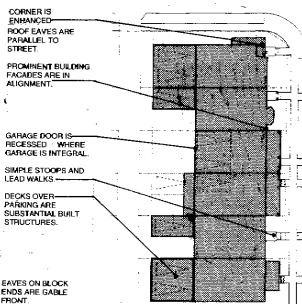 CORNER IS
ENHANCED
ROOF EAVES ARE
PARALLEL TO
STREET.
PROMINENT BUILDING
FACADES ARE IN
ALIGNMENT.
GARAGE DOOR IS
RECESSED WHERE
GARAGE IS INTEGRAL.
SIMPLE STOOPS AND
LEAD WALKS
DECKS OVER
PARKING ARE
SUBSTANTIAL BUILT
STRUCTURES.
EAVES ON BLOCK
ENDS ARE GABLE
FRONT.